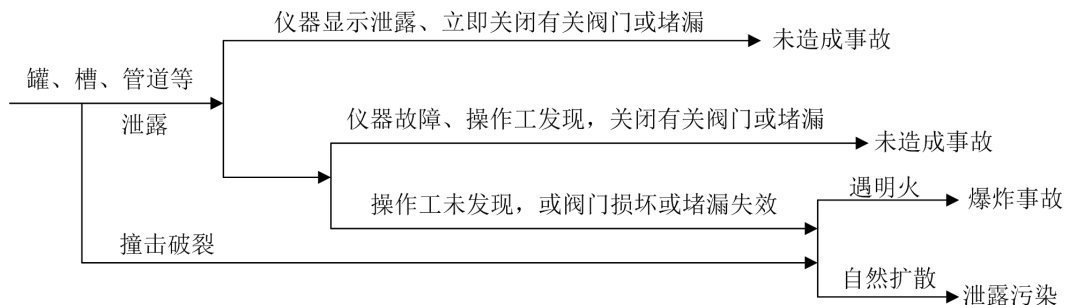 仪器显示泄露、立即关闭有关阀门或堵漏
未造成事故
罐、槽、管道等
泄露
仪器故障、操作工发现，关闭有关阀门或堵漏
未造成事故
遇明火
爆炸事故
操作工未发现，或阀门损坏或堵漏失效
撞击破裂
自然扩散
泄露污染